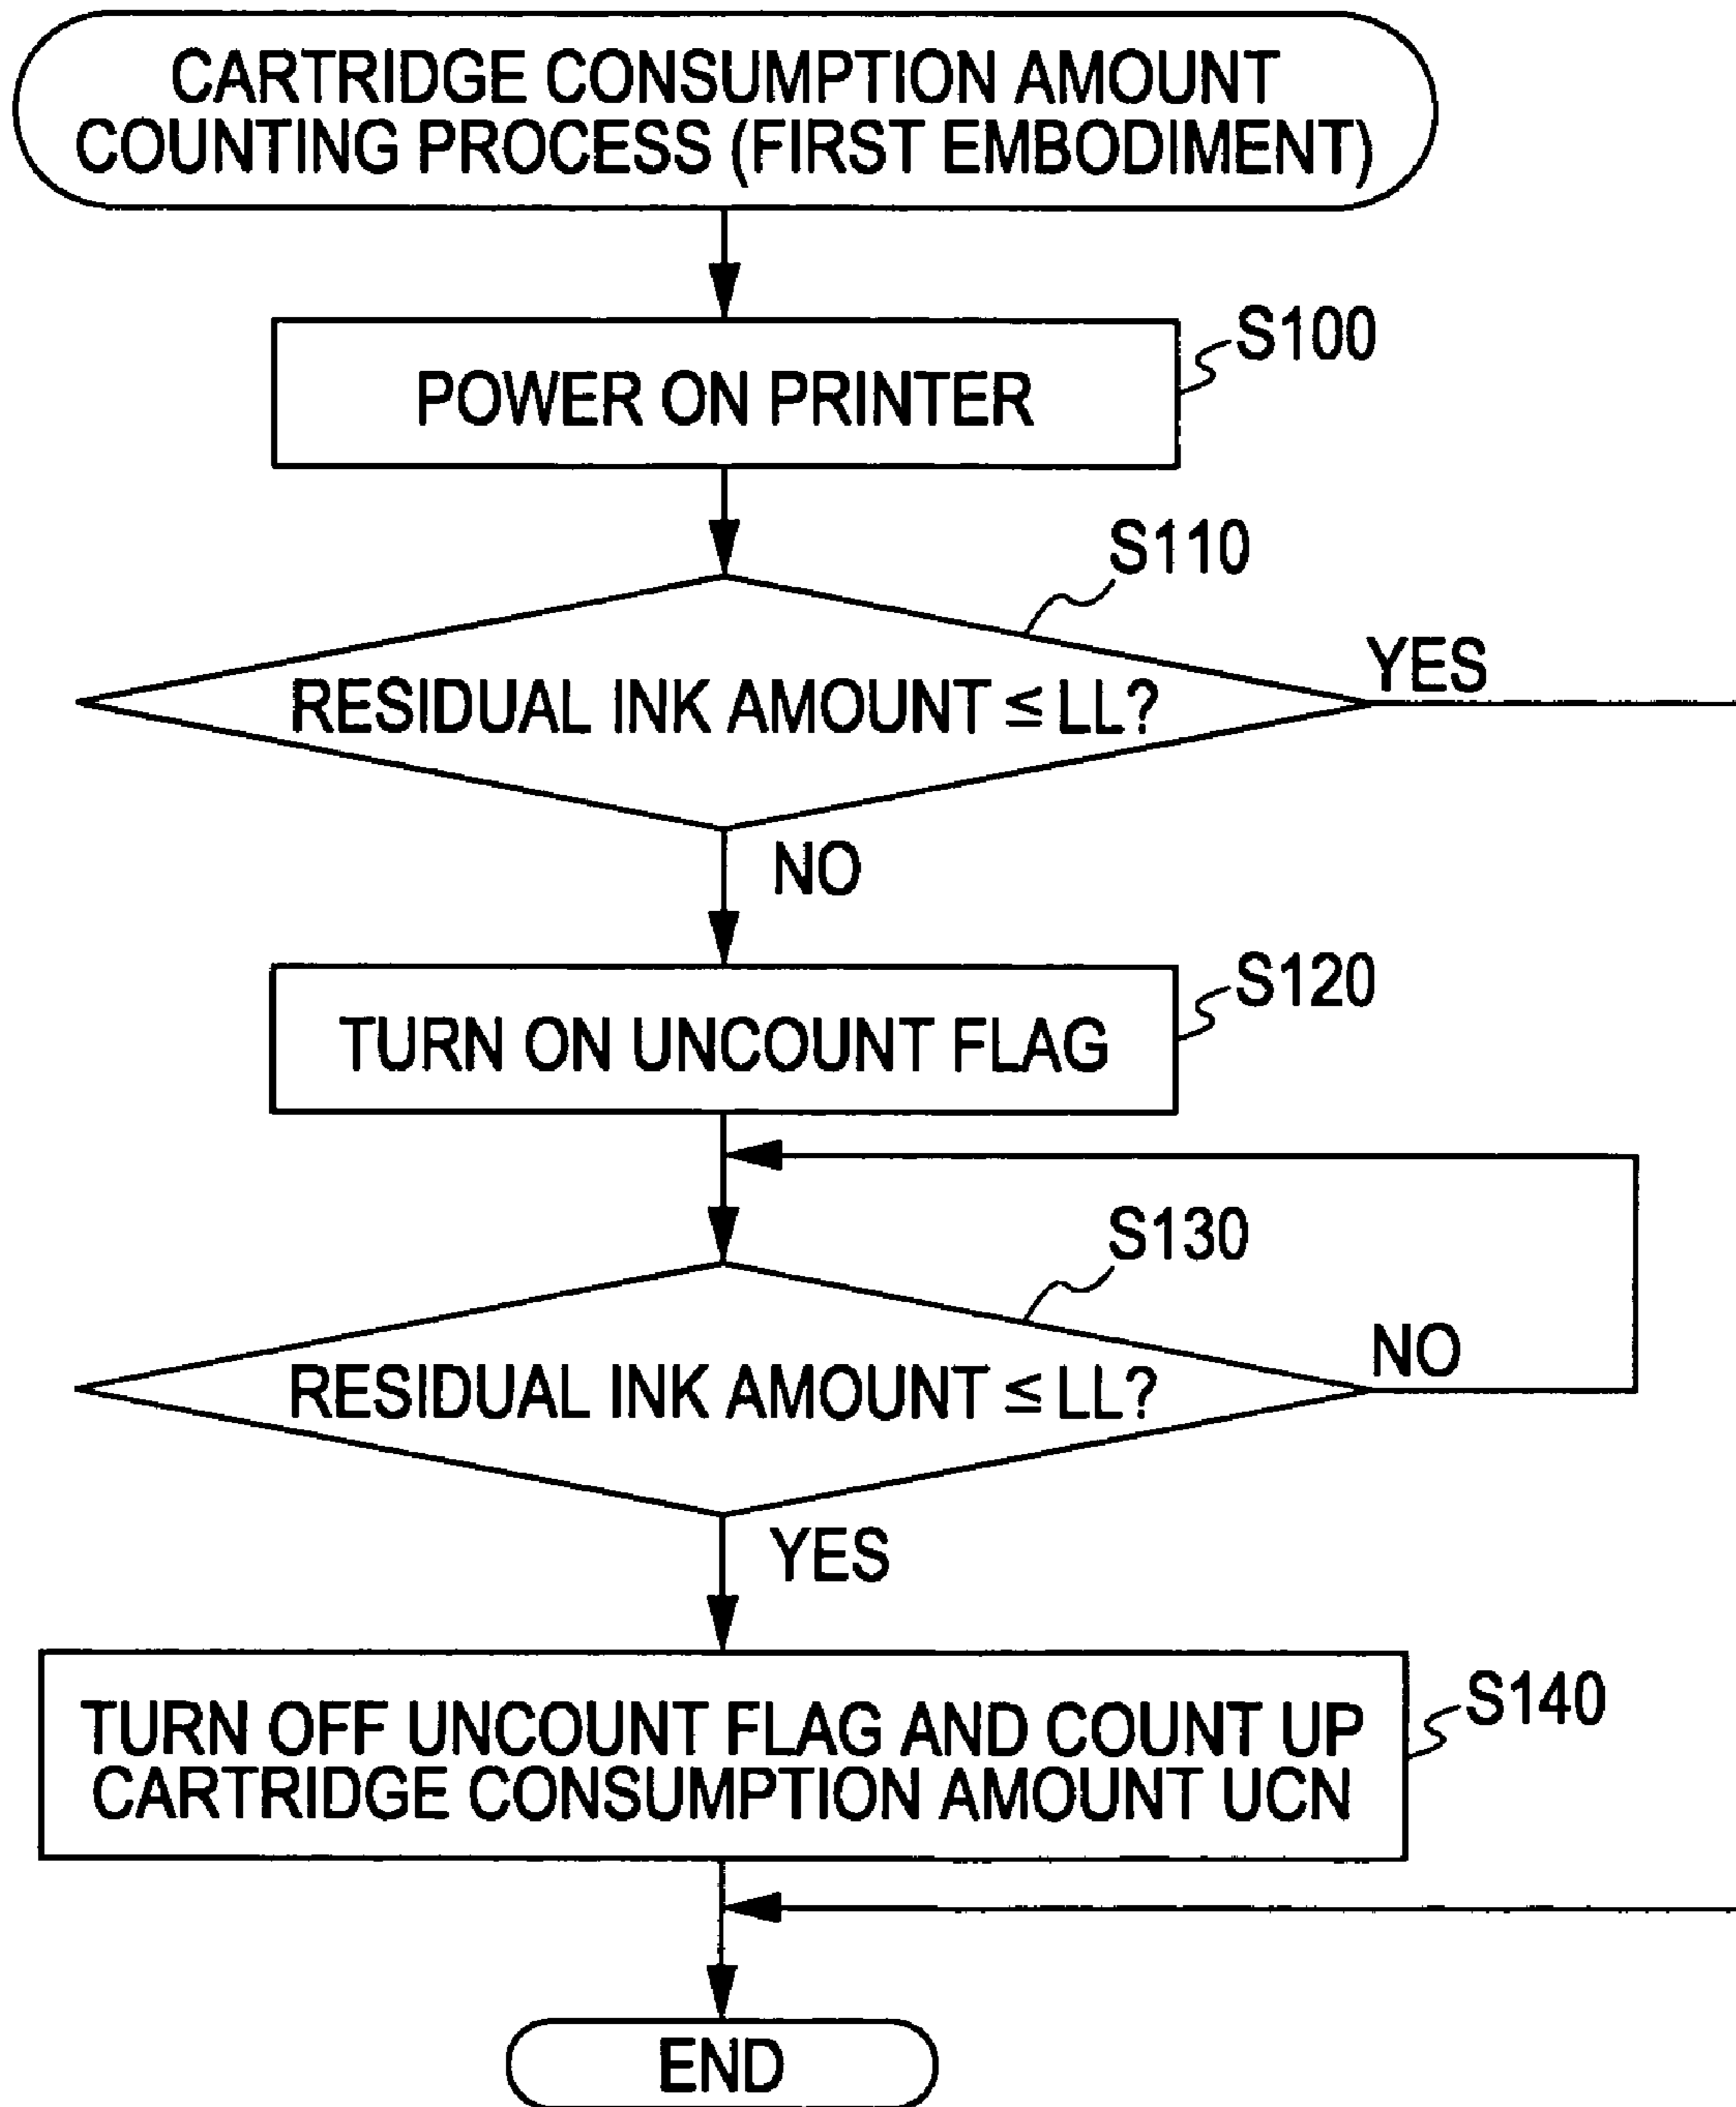 CARTRIDGE CONSUMPTION AMOUNT
COUNTING PROCESS (FIRST EMBODIMENT)
S100
POWER ON PRINTER
S110
YES
RESIDUAL INK AMOUNT ≤ LL?
NO
S120
TURN ON UNCOUNT FLAG
S130
NO
RESIDUAL INK AMOUNT ≤ LL?
YES
S140
TURN OFF UNCOUNT FLAG AND COUNT UP
CARTRIDGE CONSUMPTION AMOUNT UCN
END